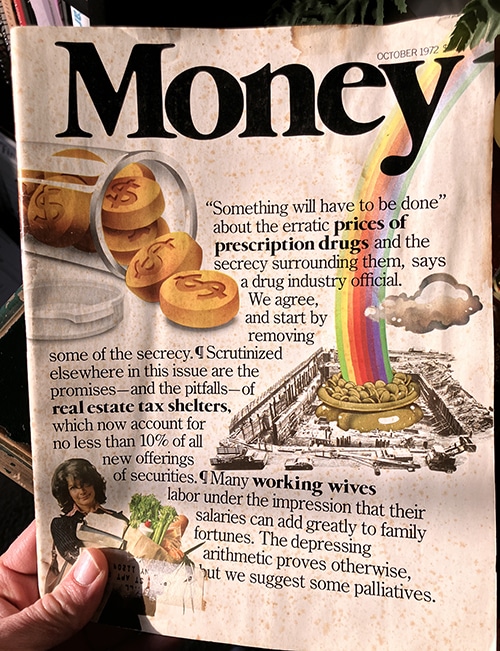 Money
OCTOBER 1972 $
“Something will have to be done”
about the erratic prices of
prescription drugs and the
secrecy surrounding them, says
a drug industry official.
We agree,
and start by
removing
some of the secrecy.¶Scrutinized
elsewhere in this issue are the
promises—and the pitfalls—of
real estate tax shelters,
which now account for
no less than 10% of all
new offerings
of securities.¶Many working wives
labor under the impression that their
salaries can add greatly to family
fortunes. The depressing
arithmetic proves otherwise,
but we suggest some palliatives.